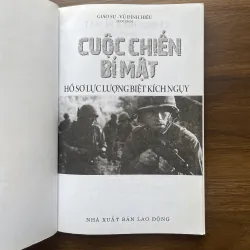 GIÁO SƯ - VŨ ĐÌNH HIẾU
CUỘC CHIẾN
BÍ MẬT
HỒ SƠ LỰC LƯỢNG BIỆT KÍCH NGỤY
NHÀ XUẤT BẢN LAO ĐỘNG